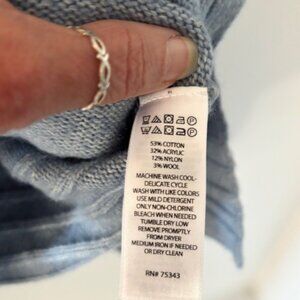 53% COTTON
32% ACRYLIC
12% NYLON
3% WOOL
MACHINE WASH COOL-
DELICATE CYCLE
WASH WITH LIKE COLORS
USE MILD DETERGENT
ONLY NON-CHLORINE
BLEACH WHEN NEEDED
TUMBLE DRY LOW
REMOVE PROMPTLY
FROM DRYER
MEDIUM IRON IF NEEDED
OR DRY CLEAN
RN# 75343